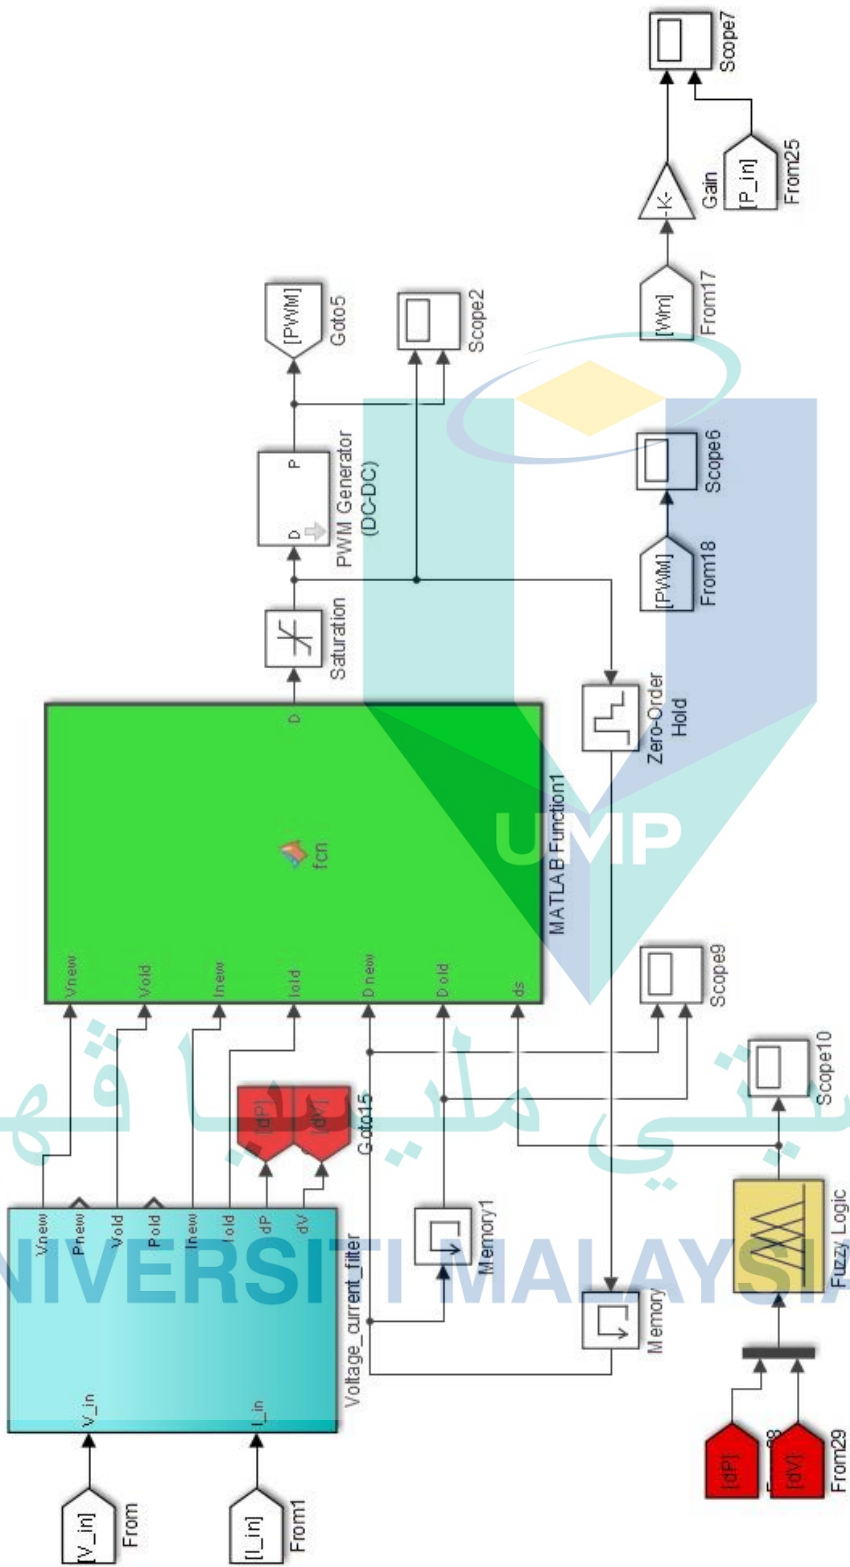 [V_in]
From
[I_in]
From1
V_in
I_in
Vnew
Pnew
Vold
Pold
Inew
Iold
dP
dV
Voltage_current_filter
[dP]
[dV]
Goto15
Vnew
Vold
Inew
Iold
Dnew
Dold
ds
fcn
D
MATLAB Function1
Saturation
D
P
PWM Generator
(DC-DC)
[PWM]
Goto5
Scope2
Memory1
Memory
Zero-Order
Hold
Scope9
[dP]
[dV]
From29
Fuzzy Logic
Scope10
[PWM]
From18
Scope6
[Wm]
From17
-K-
Gain
[P_in]
From25
Scope7
UMP
مليسيا
UNIVERSITI MALAYSIA